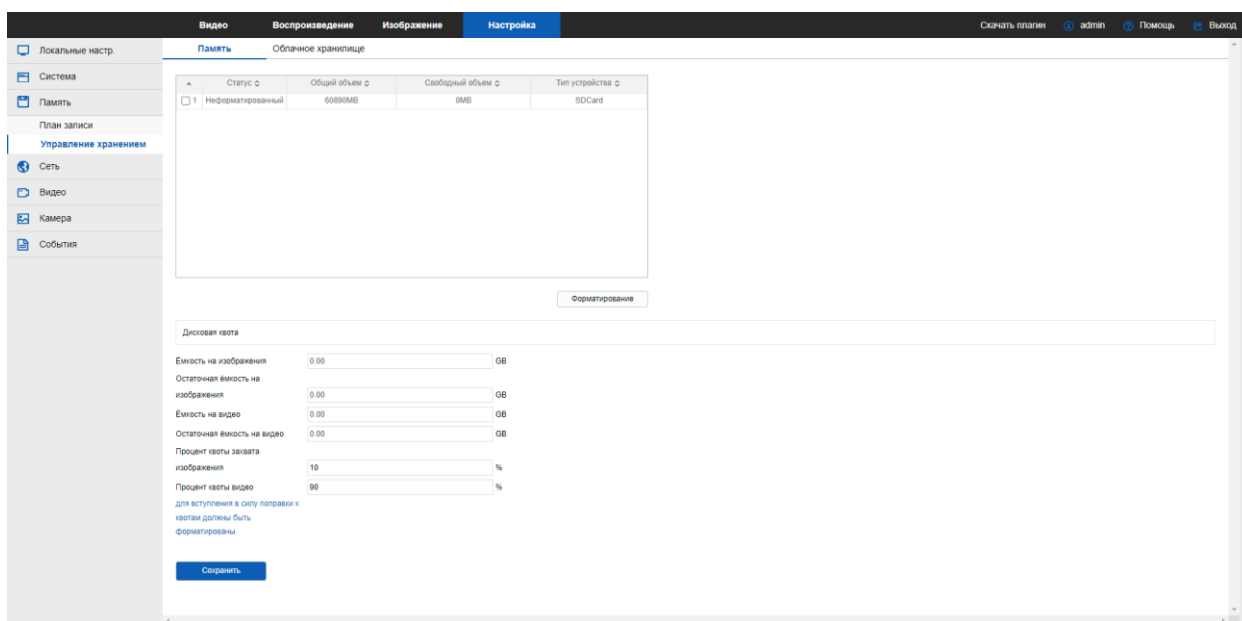 Видео Воспроизведение Изображение Настройка Скачать плагин admin Помощь Выход
Локальные настр.
Система
Память
План записи
Управление хранением
Сеть
Видео
Камера
События
Память Облачное хранилище
Статус Общий объем Свободный объем Тип устройства
1 Неформатированный 60890MB 0MB SDCard
Форматирование
Дисковая квота
Ёмкость на изображения 0.00 GB
Остаточная ёмкость на
изображения 0.00 GB
Ёмкость на видео 0.00 GB
Остаточная ёмкость на видео 0.00 GB
Процент квоты захвата
изображения 10 %
Процент квоты видео 90 %
для вступления в силу поправки к
квотам должны быть
форматированы.
Сохранить